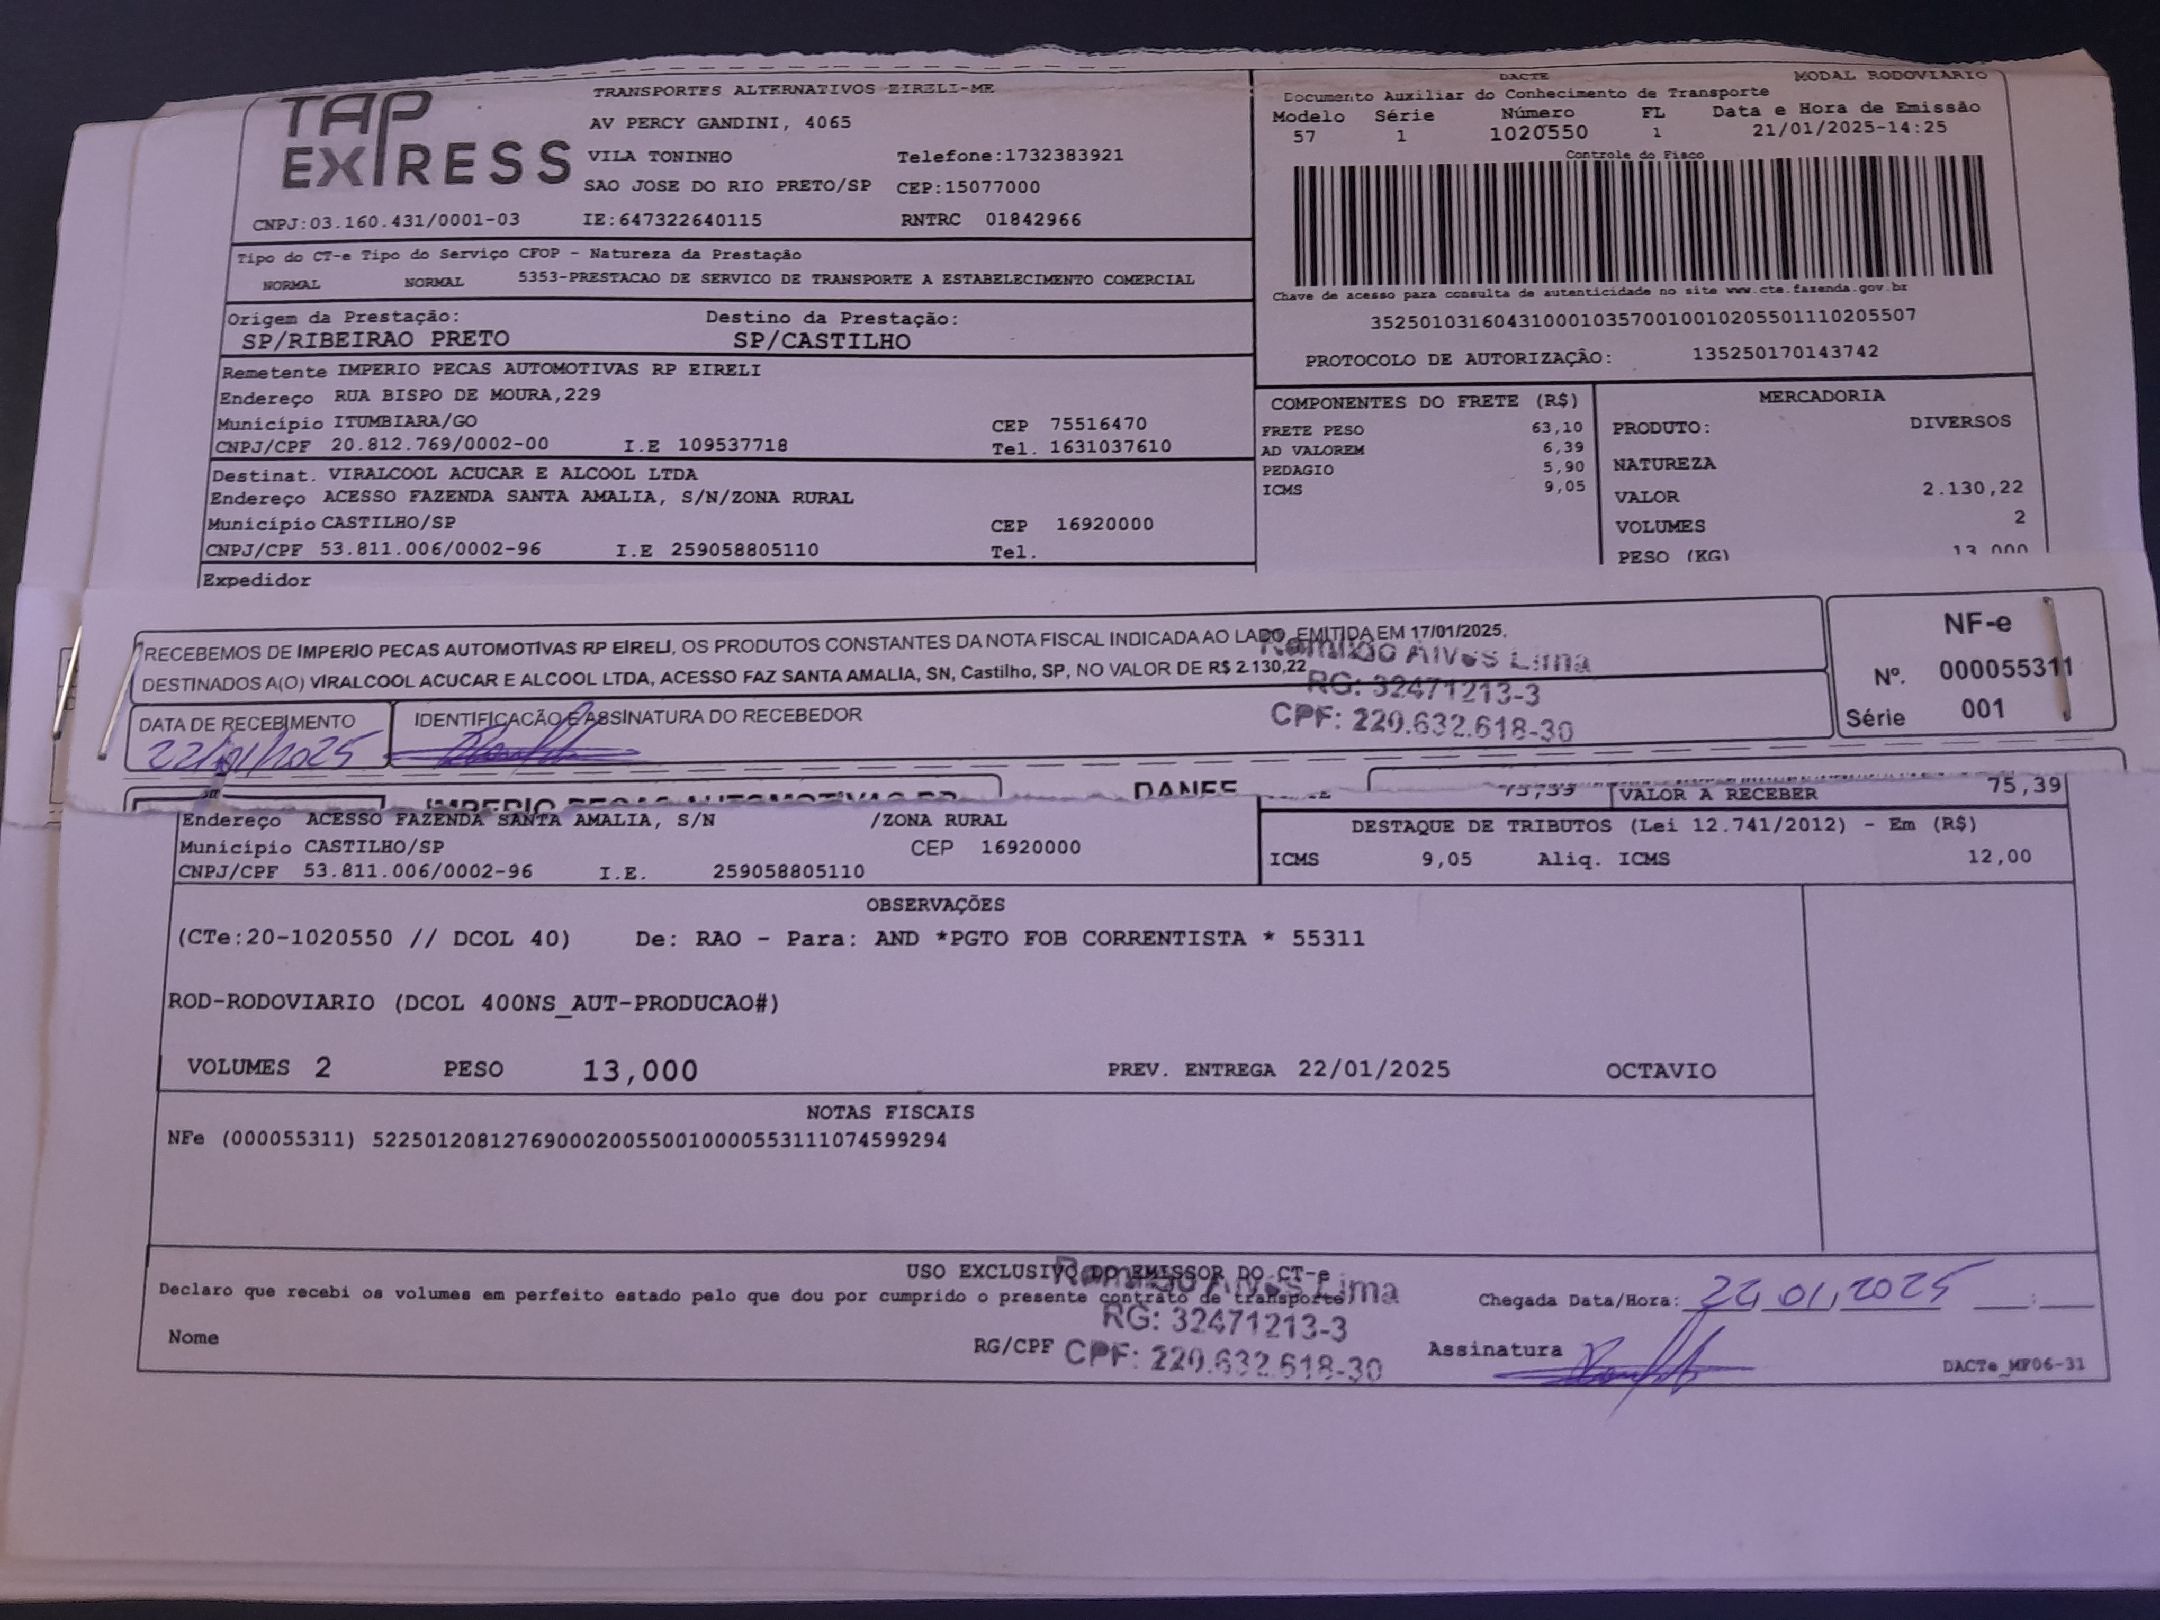 TAP EXPRESS
TRANSPORTES ALTERNATIVOS EIRELI-ME
AV PERCY GANDINI, 4065
VILA TONINHO Telefone:1732383921
SAO JOSE DO RIO PRETO/SP CEP:15077000
CNPJ:03.160.431/0001-03 IE:647322640115 RNTRC 01842966
DACTE MODAL RODOVIARIO
Documento Auxiliar do Conhecimento de Transporte
Modelo Série Número FL Data e Hora de Emissão
57 1 1020550 1 21/01/2025-14:25
Controle do Fisco
Chave de acesso para consulta de autenticidade no site www.cte.fazenda.gov.br
35250103160431000103570010010205501110205507
PROTOCOLO DE AUTORIZAÇÃO: 135250170143742
Tipo do CT-e Tipo do Serviço CFOP - Natureza da Prestação
NORMAL NORMAL 5353-PRESTACAO DE SERVICO DE TRANSPORTE A ESTABELECIMENTO COMERCIAL
Origem da Prestação: Destino da Prestação:
SP/RIBEIRAO PRETO SP/CASTILHO
Remetente IMPERIO PECAS AUTOMOTIVAS RP EIRELI
Endereço RUA BISPO DE MOURA,229
Município ITUMBIARA/GO CEP 75516470
CNPJ/CPF 20.812.769/0002-00 I.E 109537718 Tel. 1631037610
Destinat. VIRALCOOL ACUCAR E ALCOOL LTDA
Endereço ACESSO FAZENDA SANTA AMALIA, S/N/ZONA RURAL
Município CASTILHO/SP CEP 16920000
CNPJ/CPF 53.811.006/0002-96 I.E 259058805110 Tel.
Expedidor
COMPONENTES DO FRETE (R$)
FRETE PESO 63,10
AD VALOREM 6,39
PEDAGIO 5,90
ICMS 9,05
MERCADORIA
PRODUTO: DIVERSOS
NATUREZA
VALOR 2.130,22
VOLUMES 2
PESO (KG) 13,000
RECEBEMOS DE IMPERIO PECAS AUTOMOTIVAS RP EIRELI, OS PRODUTOS CONSTANTES DA NOTA FISCAL INDICADA AO LADO, EMITIDA EM 17/01/2025,
DESTINADOS A(O) VIRALCOOL ACUCAR E ALCOOL LTDA, ACESSO FAZ SANTA AMALIA, SN, Castilho, SP, NO VALOR DE R$ 2.130,22
Alves Lima
RG: 32471213-3
CPF: 220.632.618-30
DATA DE RECEBIMENTO IDENTIFICAÇÃO E ASSINATURA DO RECEBEDOR
22/01/2025
NF-e
Nº. 000055311
Série 001
IMPERIO PECAS AUTOMOTIVAS RP DANFE
75,39 VALOR A RECEBER 75,39
Endereço ACESSO FAZENDA SANTA AMALIA, S/N /ZONA RURAL
Município CASTILHO/SP CEP 16920000
CNPJ/CPF 53.811.006/0002-96 I.E. 259058805110
DESTAQUE DE TRIBUTOS (Lei 12.741/2012) - Em (R$)
ICMS 9,05 Aliq. ICMS 12,00
OBSERVAÇÕES
(CTe:20-1020550 // DCOL 40) De: RAO - Para: AND *PGTO FOB CORRENTISTA * 55311
ROD-RODOVIARIO (DCOL 400NS_AUT-PRODUCAO#)
VOLUMES 2 PESO 13,000 PREV. ENTREGA 22/01/2025 OCTAVIO
NOTAS FISCAIS
NFe (000055311) 52250120812769000200550010000553111074599294
USO EXCLUSIVO DO EMISSOR DO CT-e
Declaro que recebi os volumes em perfeito estado pelo que dou por cumprido o presente contrato de transporte.
Alves Lima
RG: 32471213-3
CPF: 220.632.618-30
Chegada Data/Hora: 22,01,2025 :
Nome RG/CPF Assinatura
DACTe_MF06-31